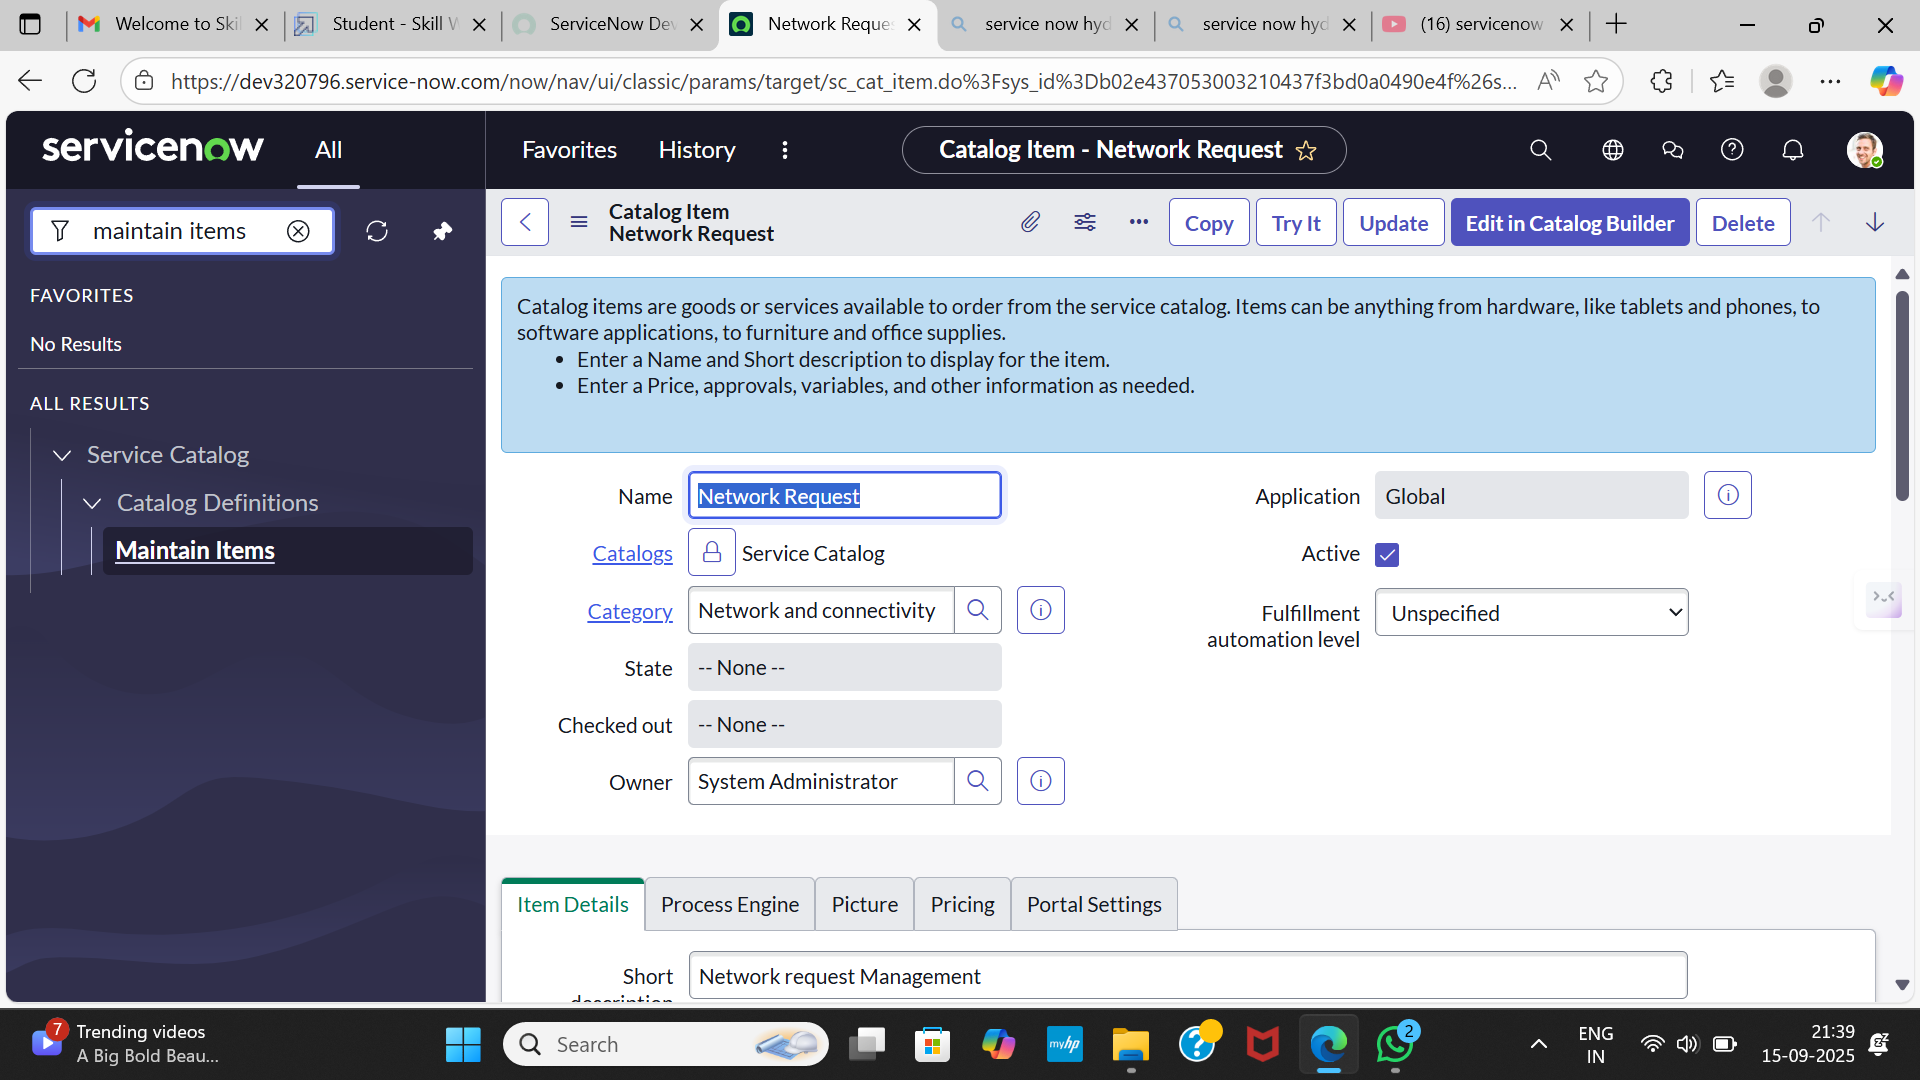 Welcome to Skil
Student - Skill W
ServiceNow Dev
Network Reques
service now hyd
service now hyd
(16) servicenow
https://dev320796.service-now.com/now/nav/ui/classic/params/target/sc_cat_item.do%3Fsys_id%3Db02e437053003210437f3bd0a0490e4f%26s...
servicenow
All
Favorites
History
Catalog Item - Network Request
maintain items
FAVORITES
No Results
ALL RESULTS
Service Catalog
Catalog Definitions
Maintain Items
Catalog Item
Network Request
Copy
Try It
Update
Edit in Catalog Builder
Delete
Catalog items are goods or services available to order from the service catalog. Items can be anything from hardware, like tablets and phones, to
software applications, to furniture and office supplies.
• Enter a Name and Short description to display for the item.
• Enter a Price, approvals, variables, and other information as needed.
Name
Network Request
Application
Global
Catalogs
Service Catalog
Active
Category
Network and connectivity
Fulfillment
automation level
Unspecified
State
-- None --
Checked out
-- None --
Owner
System Administrator
Item Details
Process Engine
Picture
Pricing
Portal Settings
Short
description
Network request Management
7
Trending videos
A Big Bold Beau...
Search
myhp
2
ENG
IN
21:39
15-09-2025